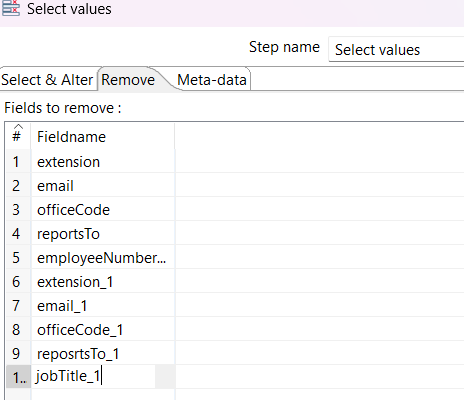 Select values
Step name Select values
Select & Alter Remove Meta-data
Fields to remove :
# Fieldname
1 extension
2 email
3 officeCode
4 reportsTo
5 employeeNumber...
6 extension_1
7 email_1
8 officeCode_1
9 reposrtsTo_1
1.. jobTitle_1